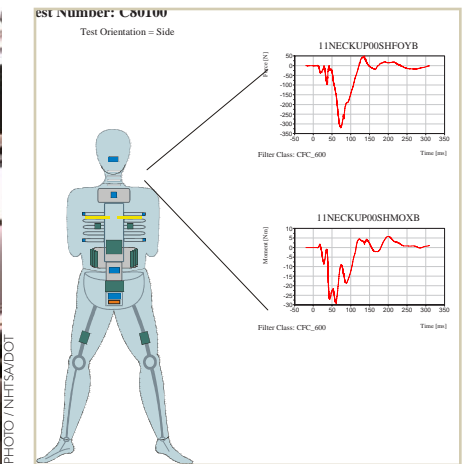 est Number: C80100
Test Orientation = Side
11NECKUP00SHFOYB
Force [N]
50
0
-50
-100
-150
-200
-250
-300
-350
-50 0 50 100 150 200 250 300 350
Filter Class: CFC_600
Time [ms]
11NECKUP00SHMOXB
Moment [Nm]
10
5
0
-5
-10
-15
-20
-25
-30
-50 0 50 100 150 200 250 300 350
Filter Class: CFC_600
Time [ms]
PHOTO / NHTSA/DOT